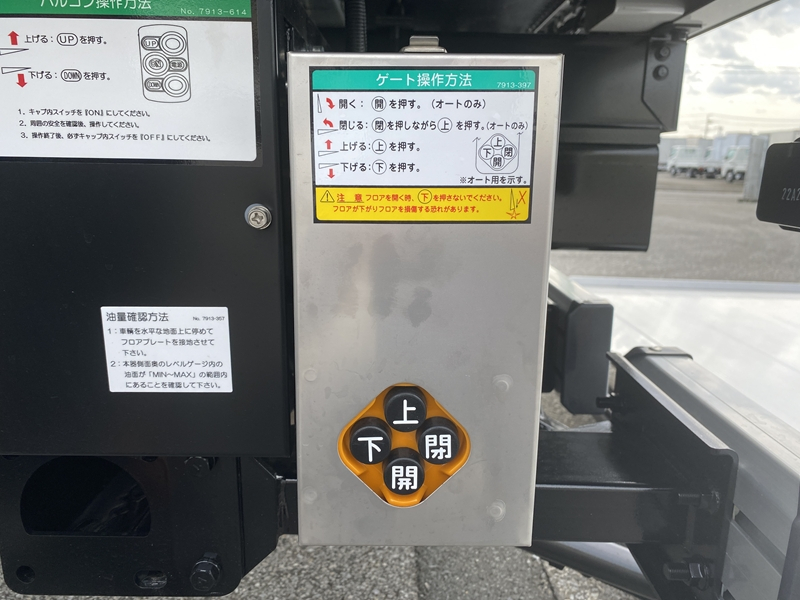 バルコン操作方法
No. 7913-614
上げる：UPを押す。
下げる：DOWNを押す。
UP
DOWN
1. キャブ内スイッチを『ON』にしてください。
2. 周囲の安全を確認後、操作してください。
3. 操作終了後、必ずキャブ内スイッチを『OFF』してください。
ゲート操作方法
7913-397
開く：開を押す。（オートのみ）
閉じる：閉を押しながら上を押す。（オートのみ）
上げる：上を押す。
下げる：下を押す。
上
下 閉
開
※オート用を示す。
注意 フロアを開く時、下を押さないでください。
フロアが下がりフロアを損傷する恐れがあります。
油量確認方法 No. 7913-357
1：車輌を水平な地面上に停めて
フロアプレートを接地させて
下さい。
2：本器側面奥のレベルゲージ内の
油面が「MIN～MAX」の範囲内
にあることを確認して下さい。
上
下 閉
開